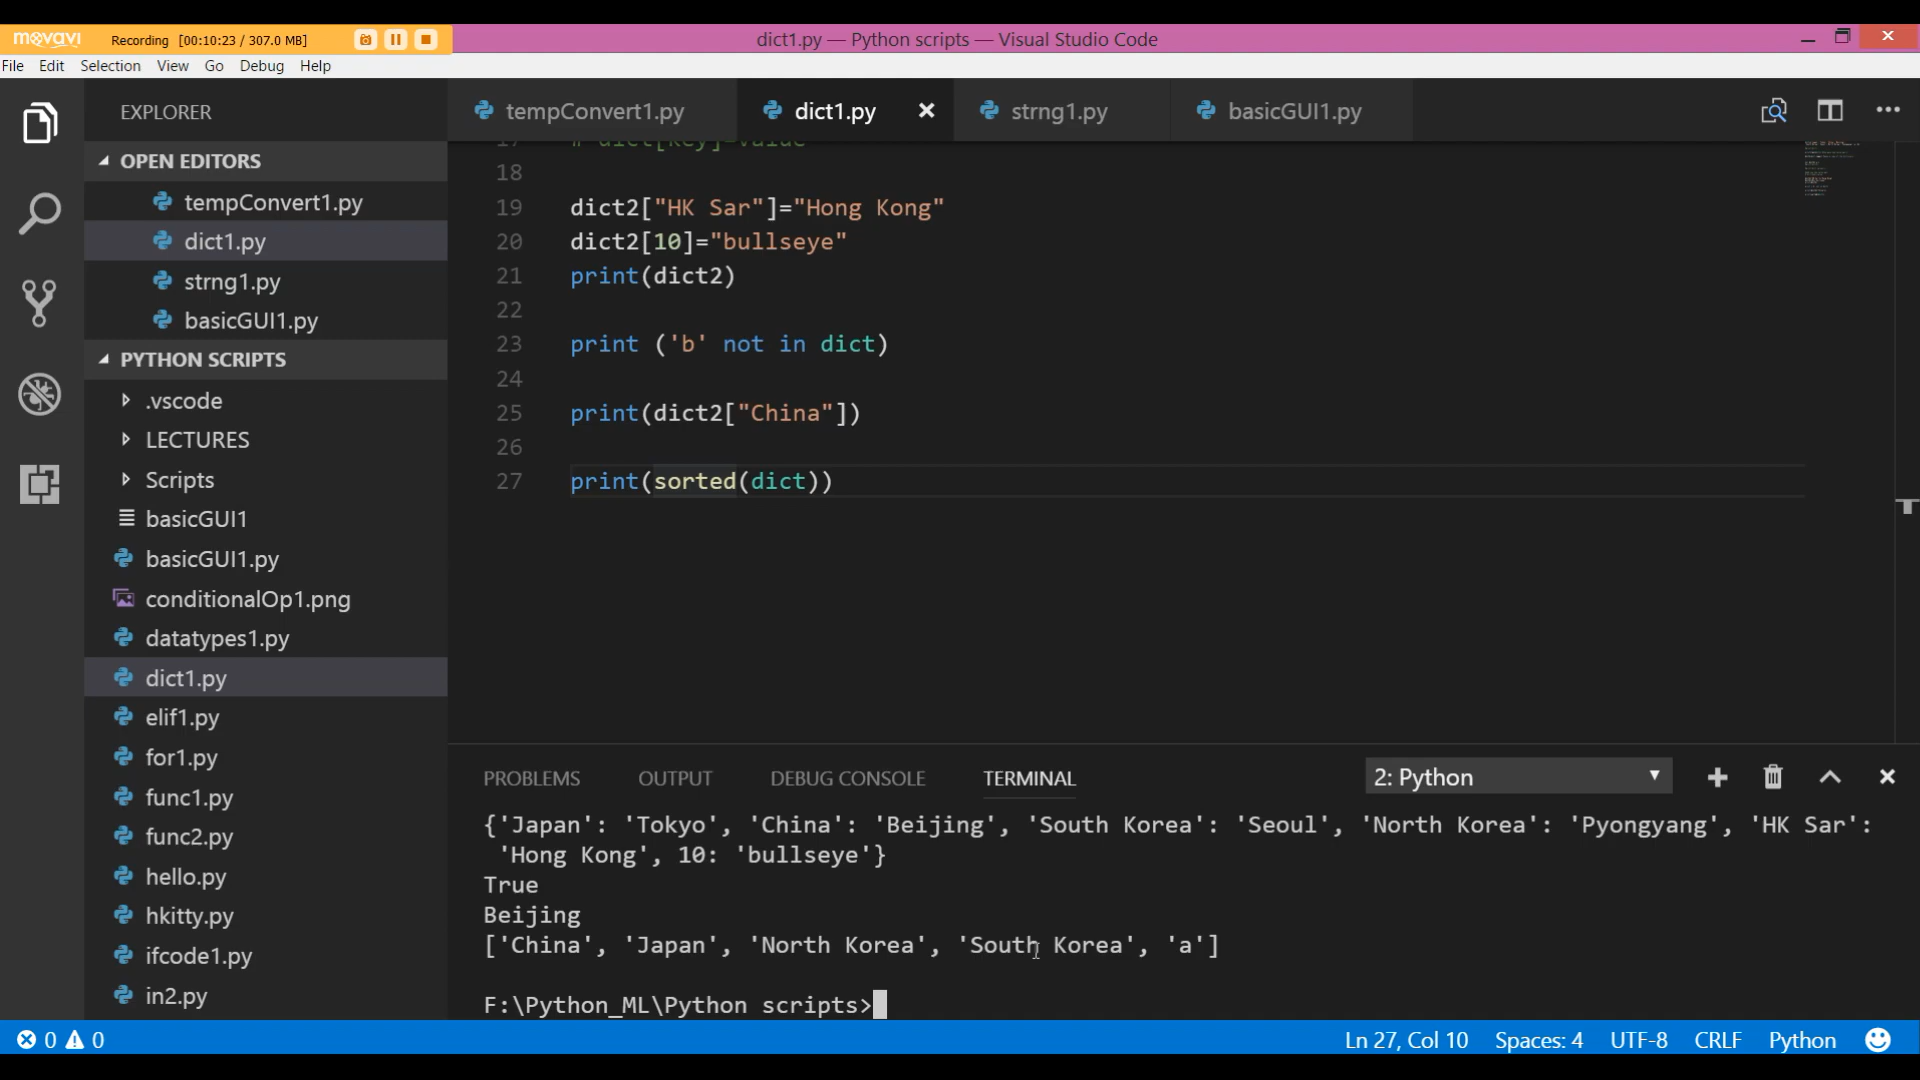 movavi Recording [00:10:23 / 307.0 MB]
dict1.py — Python scripts — Visual Studio Code
File Edit Selection View Go Debug Help
EXPLORER
OPEN EDITORS
tempConvert1.py
dict1.py
strng1.py
basicGUI1.py
PYTHON SCRIPTS
.vscode
LECTURES
Scripts
basicGUI1
basicGUI1.py
conditionalOp1.png
datatypes1.py
dict1.py
elif1.py
for1.py
func1.py
func2.py
hello.py
hkitty.py
ifcode1.py
in2.py
tempConvert1.py dict1.py strng1.py basicGUI1.py
17 # dict[key]=value
18
19 dict2["HK Sar"]="Hong Kong"
20 dict2[10]="bullseye"
21 print(dict2)
22
23 print ('b' not in dict)
24
25 print(dict2["China"])
26
27 print(sorted(dict))
PROBLEMS OUTPUT DEBUG CONSOLE TERMINAL 2: Python
{'Japan': 'Tokyo', 'China': 'Beijing', 'South Korea': 'Seoul', 'North Korea': 'Pyongyang', 'HK Sar':
'Hong Kong', 10: 'bullseye'}
True
Beijing
['China', 'Japan', 'North Korea', 'South Korea', 'a']
F:\Python_ML\Python scripts>
0 0 Ln 27, Col 10 Spaces: 4 UTF-8 CRLF Python